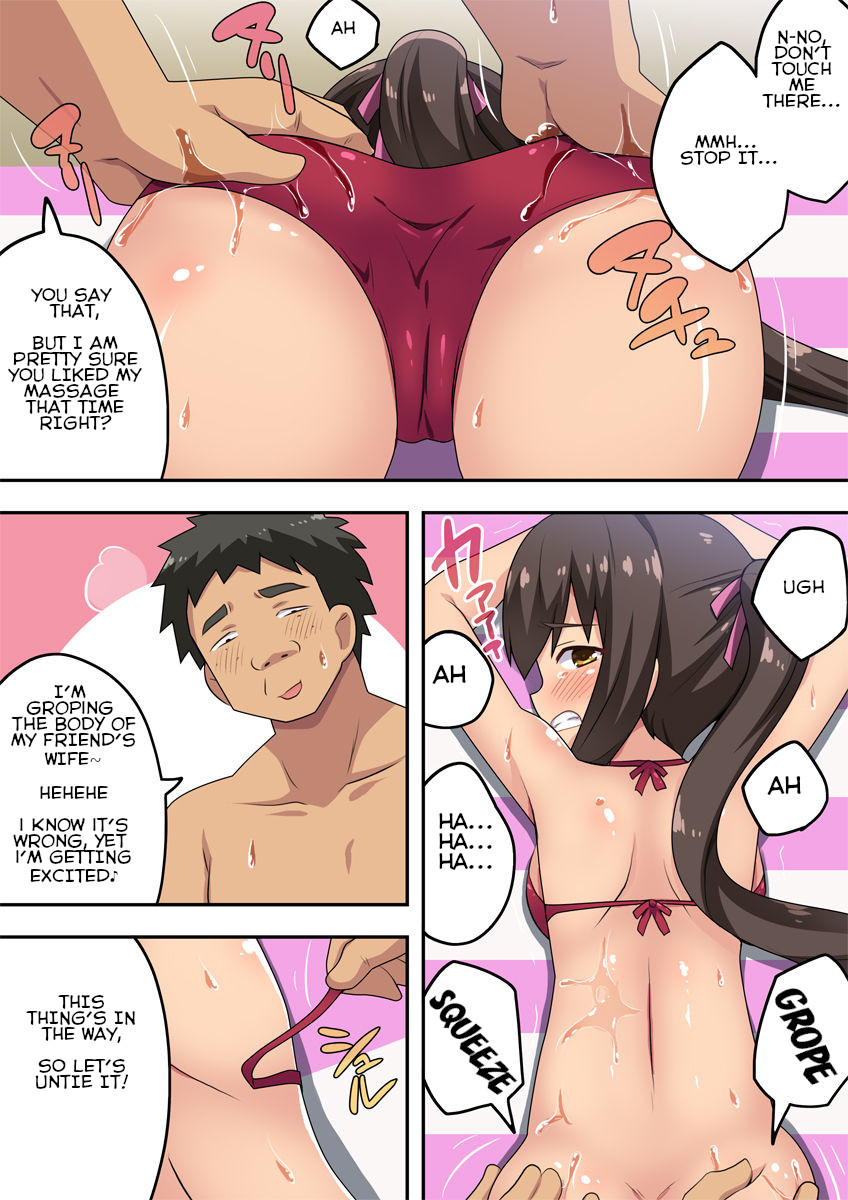 AH
N-NO,
DON'T
TOUCH
ME
THERE...
MMH...
STOP IT...
YOU SAY
THAT,
BUT I AM
PRETTY SURE
YOU LIKED MY
MASSAGE
THAT TIME
RIGHT?
I'M
GROPING
THE BODY OF
MY FRIEND'S
WIFE~
HEHEHE
I KNOW IT'S
WRONG, YET
I'M GETTING
EXCITED♪
UGH
AH
AH
HA...
HA...
HA...
SQUEEZE
GROPE
THIS
THING'S IN
THE WAY,
SO LET'S
UNTIE IT!